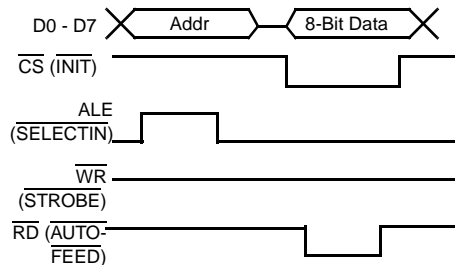 D0 - D7 Addr 8-Bit Data
CS (INIT)
ALE
(SELECTIN)
WR
(STROBE)
RD (AUTO-
FEED)